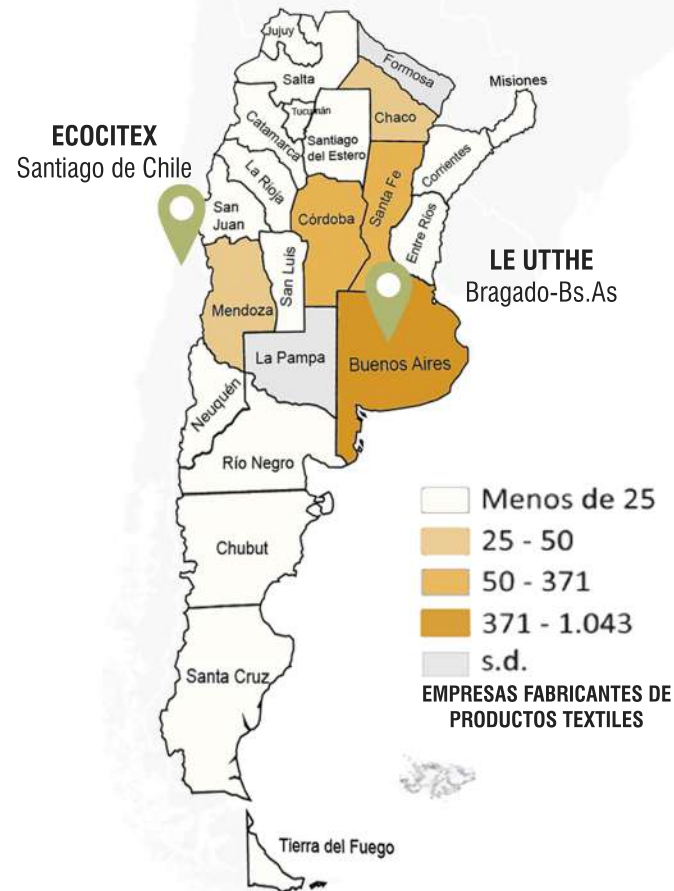 Jujuy
Salta
Formosa
Misiones
Tucumán
Chaco
Catamarca
Santiago
del Estero
Corrientes
ECOCITEX
Santiago de Chile
La Rioja
Santa Fe
San
Juan
Córdoba
Entre Ríos
San Luis
LE UTTHE
Bragado-Bs.As
Mendoza
La Pampa
Buenos Aires
Neuquén
Río Negro
Chubut
Santa Cruz
Tierra del Fuego
Menos de 25
25 - 50
50 - 371
371 - 1.043
s.d.
EMPRESAS FABRICANTES DE
PRODUCTOS TEXTILES